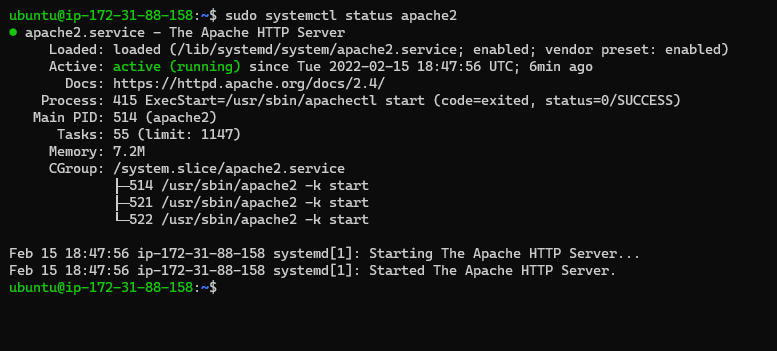 ubuntu@ip-172-31-88-158:~$ sudo systemctl status apache2
● apache2.service - The Apache HTTP Server
     Loaded: loaded (/lib/systemd/system/apache2.service; enabled; vendor preset: enabled)
     Active: active (running) since Tue 2022-02-15 18:47:56 UTC; 6min ago
       Docs: https://httpd.apache.org/docs/2.4/
    Process: 415 ExecStart=/usr/sbin/apachectl start (code=exited, status=0/SUCCESS)
   Main PID: 514 (apache2)
      Tasks: 55 (limit: 1147)
     Memory: 7.2M
     CGroup: /system.slice/apache2.service
             ├─514 /usr/sbin/apache2 -k start
             ├─521 /usr/sbin/apache2 -k start
             └─522 /usr/sbin/apache2 -k start

Feb 15 18:47:56 ip-172-31-88-158 systemd[1]: Starting The Apache HTTP Server...
Feb 15 18:47:56 ip-172-31-88-158 systemd[1]: Started The Apache HTTP Server.
ubuntu@ip-172-31-88-158:~$